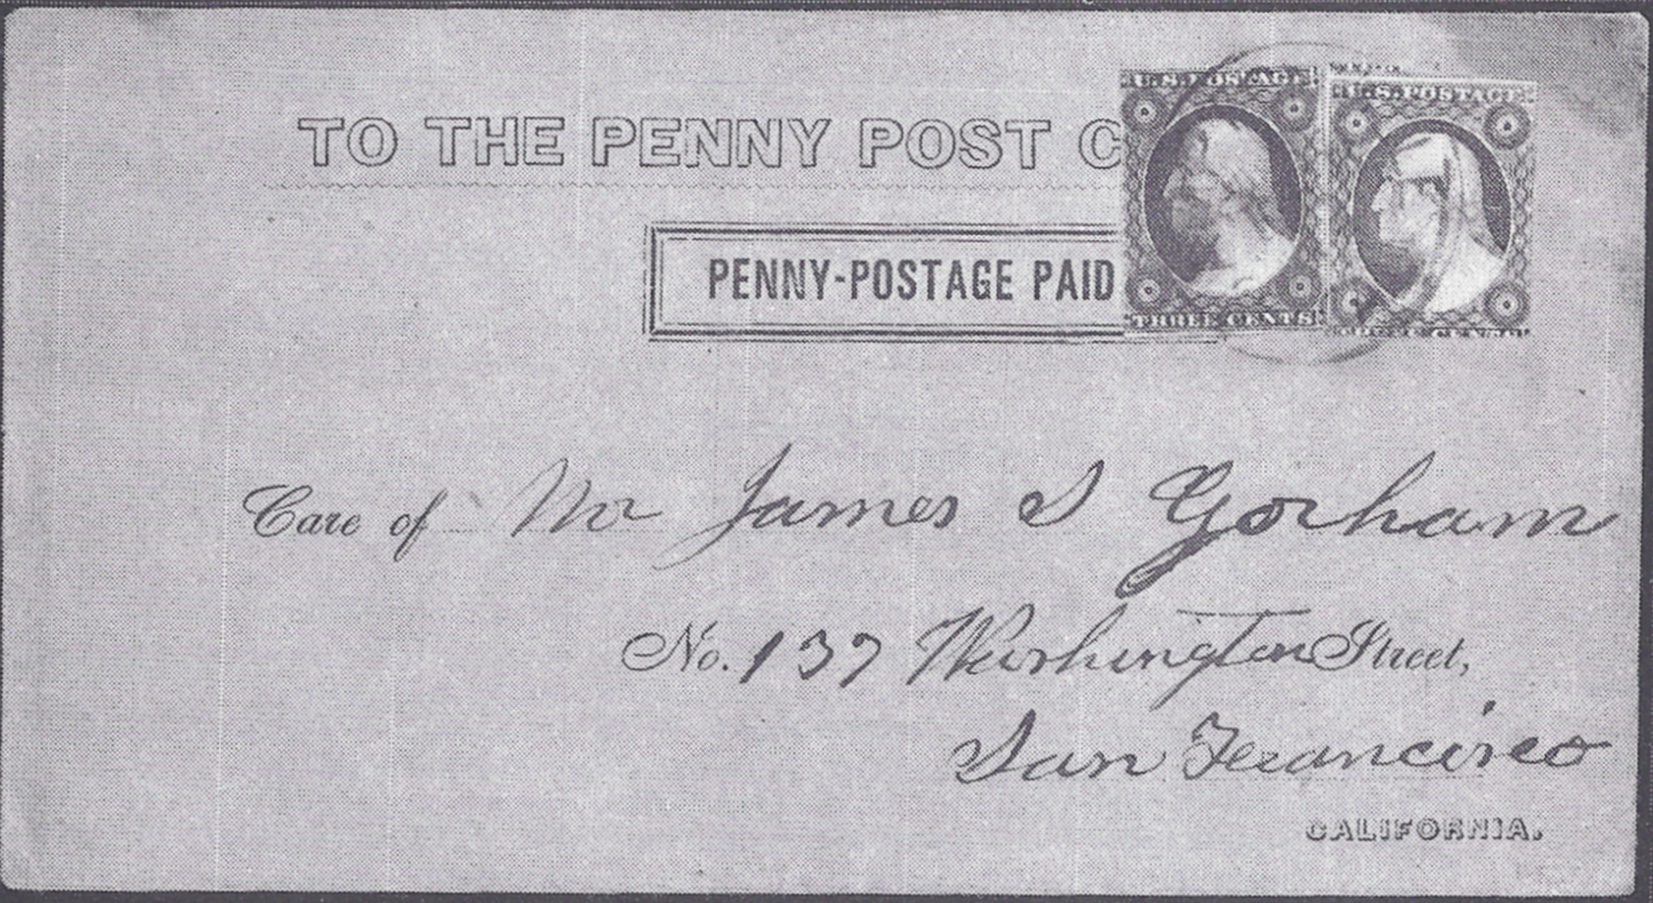 TO THE PENNY POST C
U.S. POSTAGE
U.S. POSTAGE
PENNY-POSTAGE PAID
THREE CENTS
Care of Mr James S Gorham
No. 137 Washington Street,
San Francisco
CALIFORNIA.